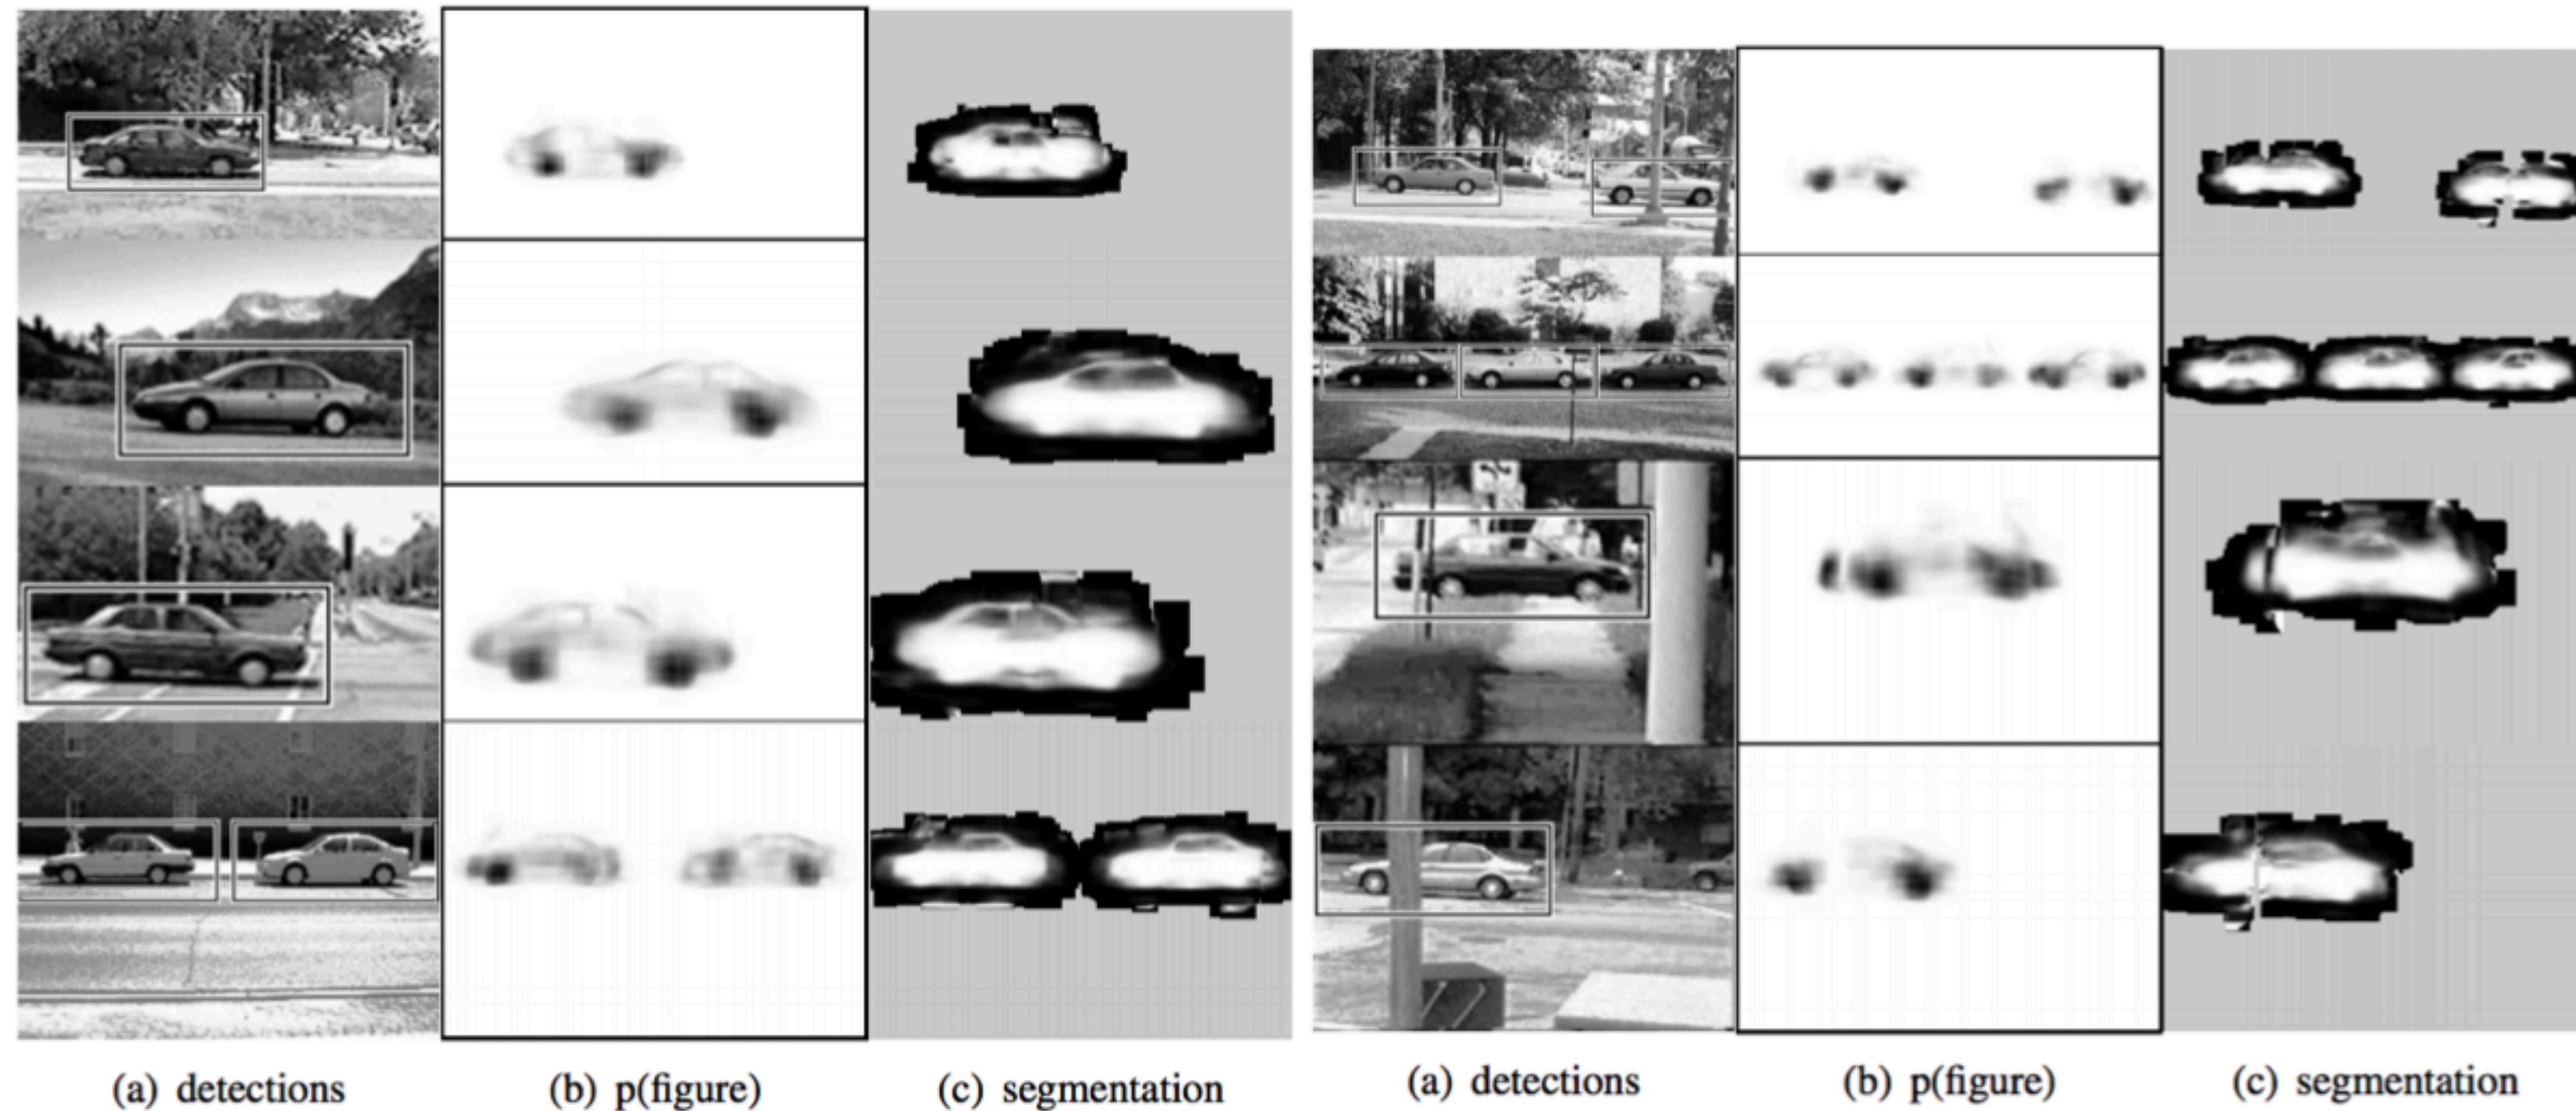 (a) detections
(b) p(figure)
(c) segmentation
(a) detections
(b) p(figure)
(c) segmentation